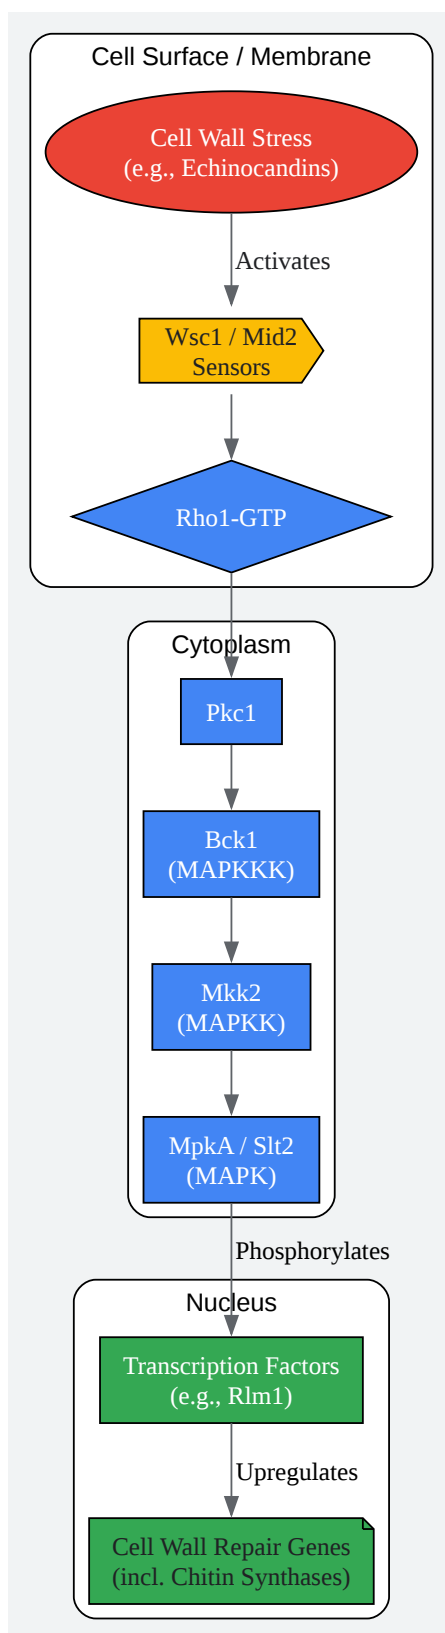 Cell Surface / Membrane
Cell Wall Stress
(e.g., Echinocandins)
Activates
Wsc1 / Mid2
Sensors
Rho1-GTP
Cytoplasm
Pkc1
Bck1
(MAPKKK)
Mkk2
(MAPKK)
MpkA / Slt2
(MAPK)
Phosphorylates
Nucleus
Transcription Factors
(e.g., Rlm1)
Upregulates
Cell Wall Repair Genes
(incl. Chitin Synthases)